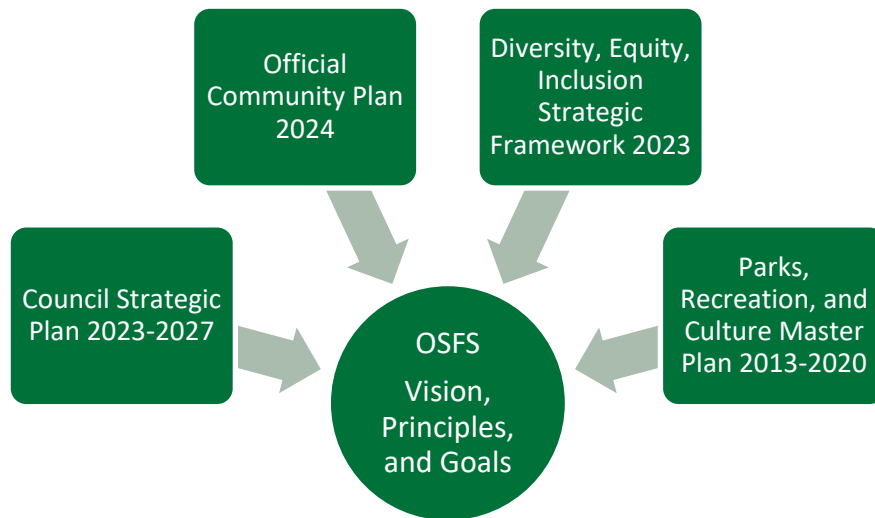 Official
Community Plan
2024
Diversity, Equity,
Inclusion
Strategic
Framework 2023
Council Strategic
Plan 2023-2027
Parks,
Recreation, and
Culture Master
Plan 2013-2020
OSFS
Vision,
Principles,
and Goals